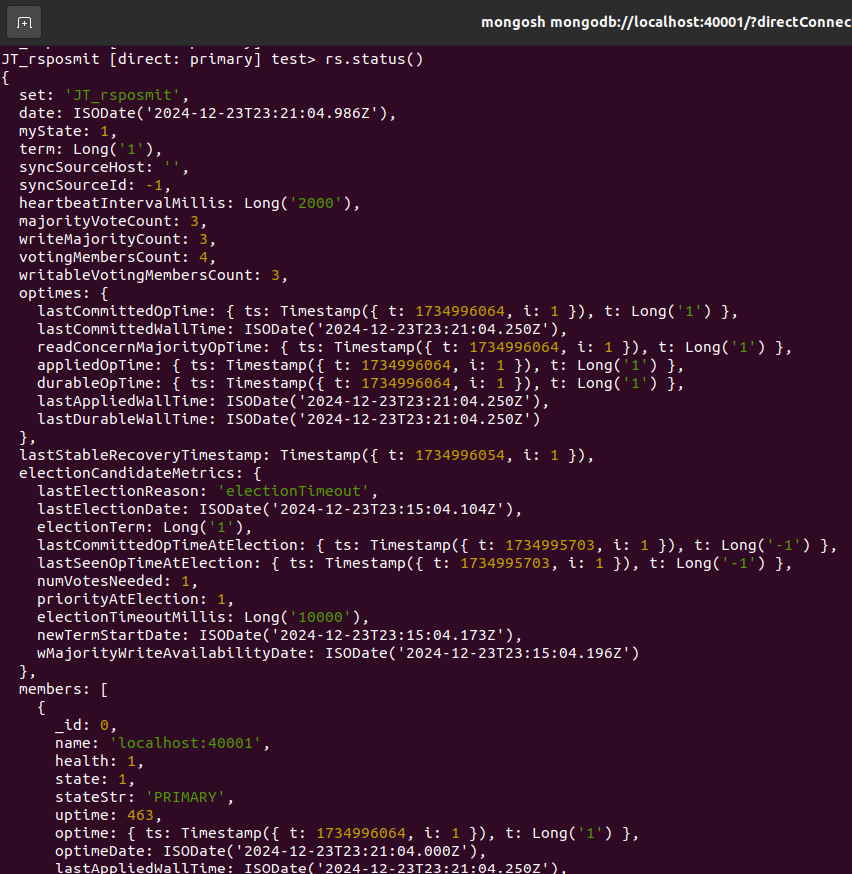 mongosh mongodb://localhost:40001/?directConnec
JT_rsposmit [direct: primary] test> rs.status()
{
  set: 'JT_rsposmit',
  date: ISODate('2024-12-23T23:21:04.986Z'),
  myState: 1,
  term: Long('1'),
  syncSourceHost: '',
  syncSourceId: -1,
  heartbeatIntervalMillis: Long('2000'),
  majorityVoteCount: 3,
  writeMajorityCount: 3,
  votingMembersCount: 4,
  writableVotingMembersCount: 3,
  optimes: {
    lastCommittedOpTime: { ts: Timestamp({ t: 1734996064, i: 1 }), t: Long('1') },
    lastCommittedWallTime: ISODate('2024-12-23T23:21:04.250Z'),
    readConcernMajorityOpTime: { ts: Timestamp({ t: 1734996064, i: 1 }), t: Long('1') },
    appliedOpTime: { ts: Timestamp({ t: 1734996064, i: 1 }), t: Long('1') },
    durableOpTime: { ts: Timestamp({ t: 1734996064, i: 1 }), t: Long('1') },
    lastAppliedWallTime: ISODate('2024-12-23T23:21:04.250Z'),
    lastDurableWallTime: ISODate('2024-12-23T23:21:04.250Z')
  },
  lastStableRecoveryTimestamp: Timestamp({ t: 1734996054, i: 1 }),
  electionCandidateMetrics: {
    lastElectionReason: 'electionTimeout',
    lastElectionDate: ISODate('2024-12-23T23:15:04.104Z'),
    electionTerm: Long('1'),
    lastCommittedOpTimeAtElection: { ts: Timestamp({ t: 1734995703, i: 1 }), t: Long('-1') },
    lastSeenOpTimeAtElection: { ts: Timestamp({ t: 1734995703, i: 1 }), t: Long('-1') },
    numVotesNeeded: 1,
    priorityAtElection: 1,
    electionTimeoutMillis: Long('10000'),
    newTermStartDate: ISODate('2024-12-23T23:15:04.173Z'),
    wMajorityWriteAvailabilityDate: ISODate('2024-12-23T23:15:04.196Z')
  },
  members: [
    {
      _id: 0,
      name: 'localhost:40001',
      health: 1,
      state: 1,
      stateStr: 'PRIMARY',
      uptime: 463,
      optime: { ts: Timestamp({ t: 1734996064, i: 1 }), t: Long('1') },
      optimeDate: ISODate('2024-12-23T23:21:04.000Z'),
      lastAppliedWallTime: ISODate('2024-12-23T23:21:04.250Z'),